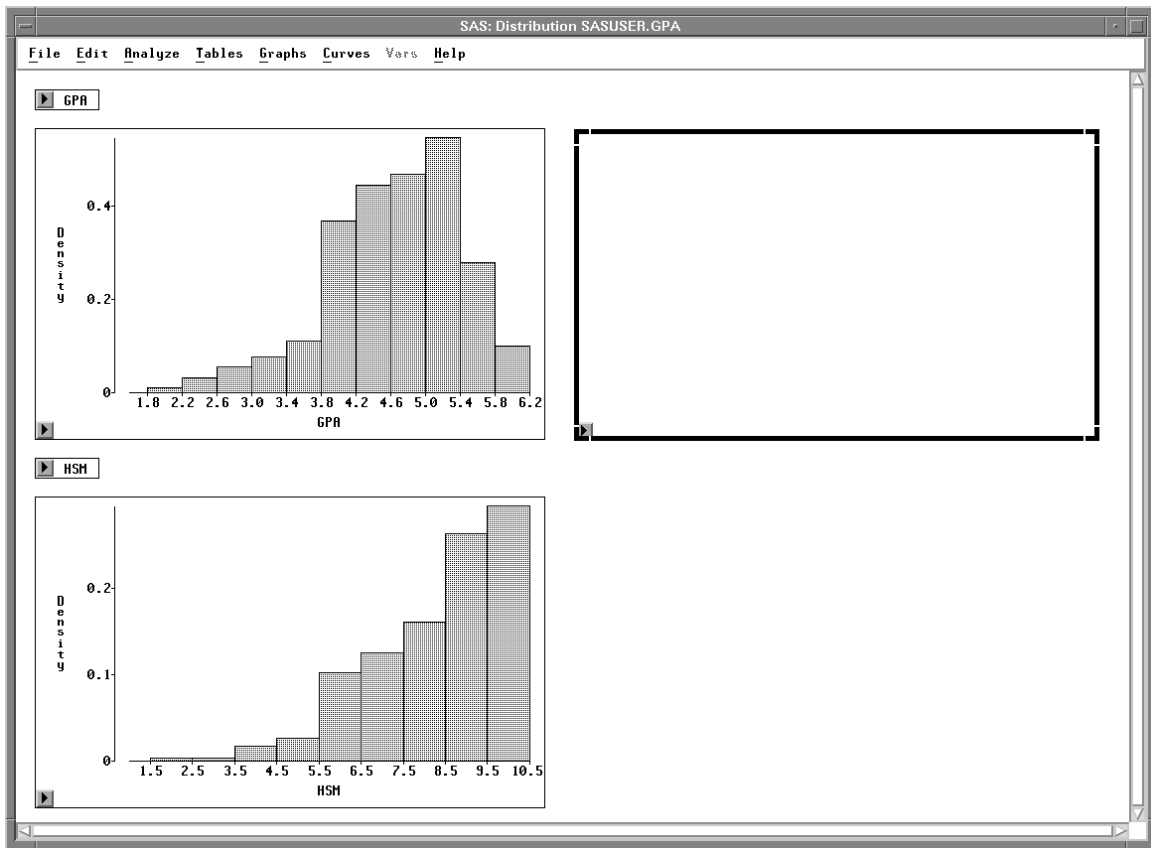 SAS: Distribution SASUSER.GPA
File Edit Analyze Tables Graphs Curves Vars Help
GPA
0.4
Density
0.2
0
1.8 2.2 2.6 3.0 3.4 3.8 4.2 4.6 5.0 5.4 5.8 6.2
GPA
HSM
0.2
Density
0.1
0
1.5 2.5 3.5 4.5 5.5 6.5 7.5 8.5 9.5 10.5
HSM